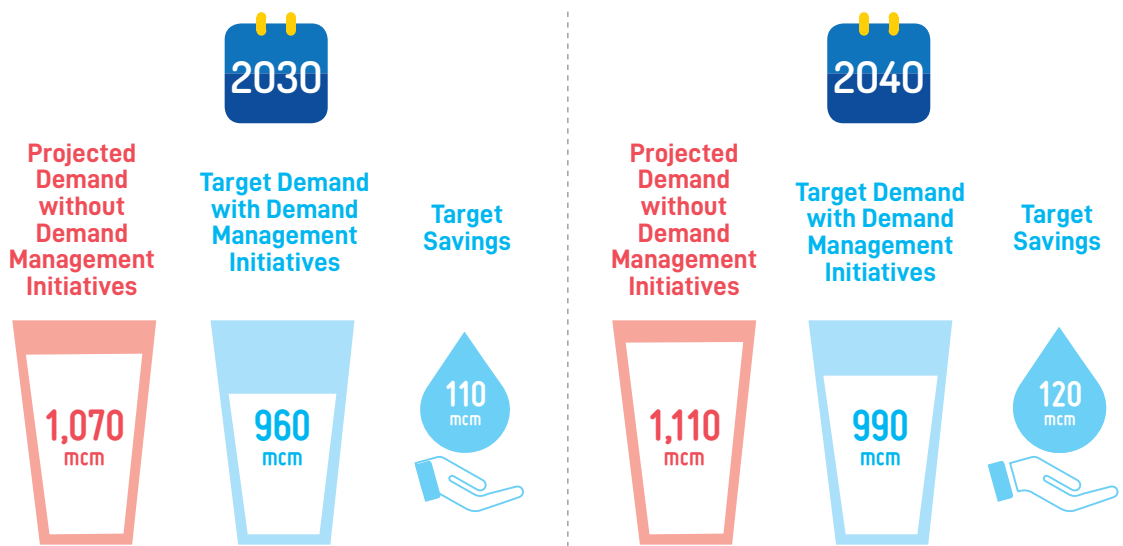 2030
Projected
Demand
without
Demand
Management
Initiatives
Target Demand
with Demand
Management
Initiatives
Target
Savings
1,070
mcm
960
mcm
110
mcm
2040
Projected
Demand
without
Demand
Management
Initiatives
Target Demand
with Demand
Management
Initiatives
Target
Savings
1,110
mcm
990
mcm
120
mcm